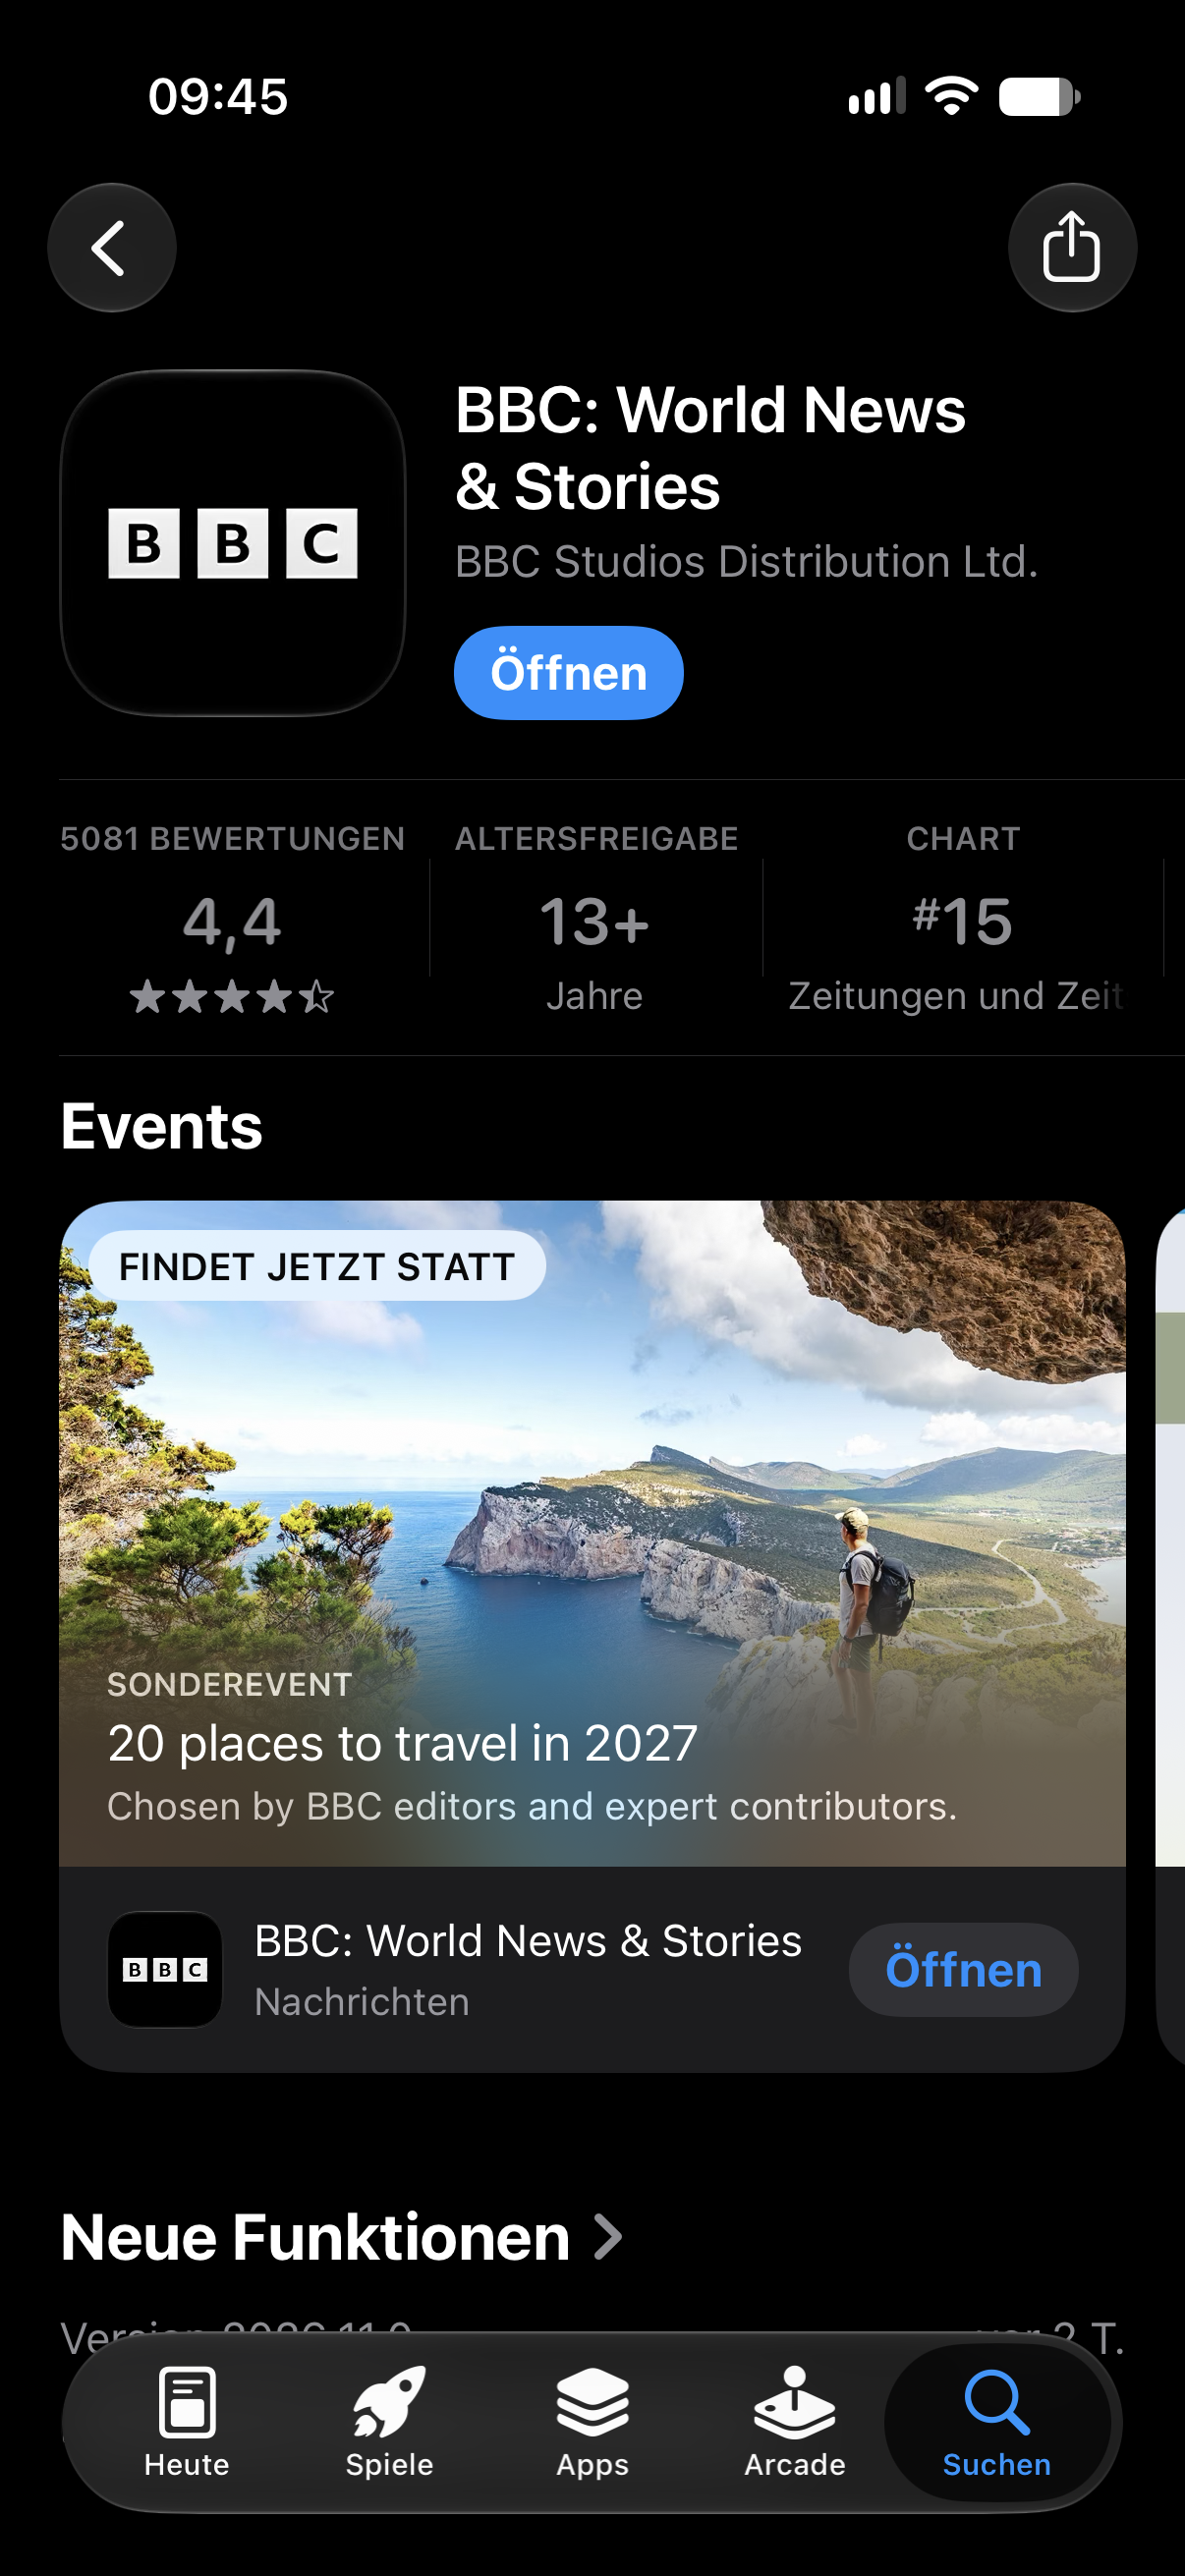 09:45
BBC
BBC: World News
& Stories
BBC Studios Distribution Ltd.
Öffnen
5081 BEWERTUNGEN
ALTERSFREIGABE
CHART
4,4
13+
#15
Jahre
Zeitungen und Zeit
Events
FINDET JETZT STATT
SONDEREVENT
20 places to travel in 2027
Chosen by BBC editors and expert contributors.
BBC
BBC: World News & Stories
Öffnen
Nachrichten
Neue Funktionen
Version
Heute
Spiele
Apps
Arcade
Suchen